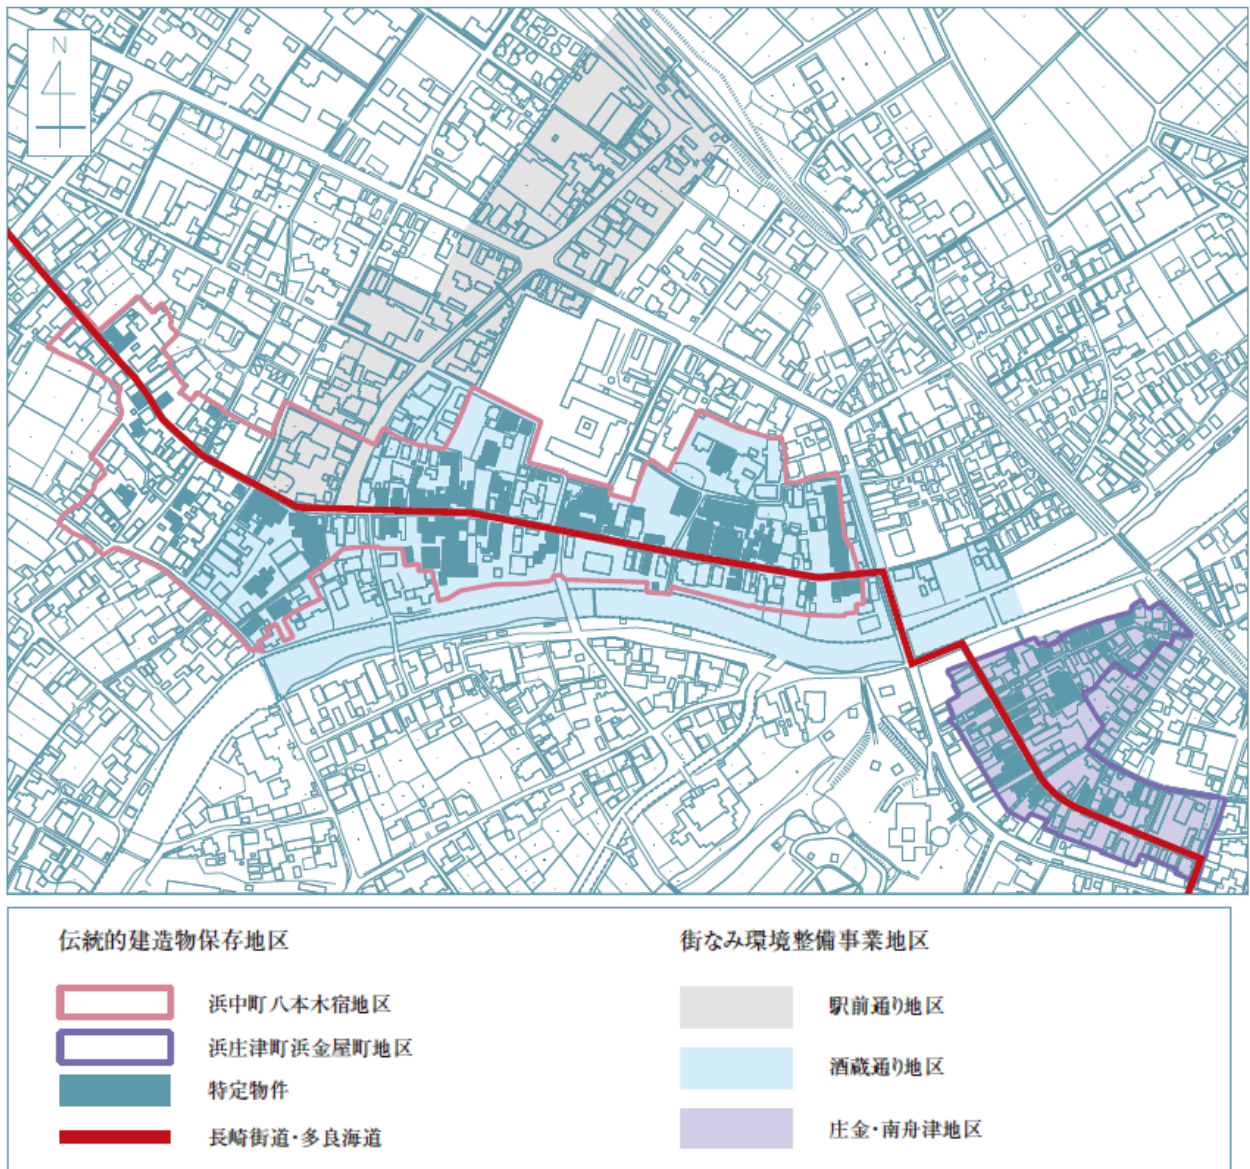 N
伝統的建造物保存地区
浜中町八本木宿地区
浜庄津町浜金屋町地区
特定物件
長崎街道・多良海道
街なみ環境整備事業地区
駅前通り地区
酒蔵通り地区
庄金・南舟津地区